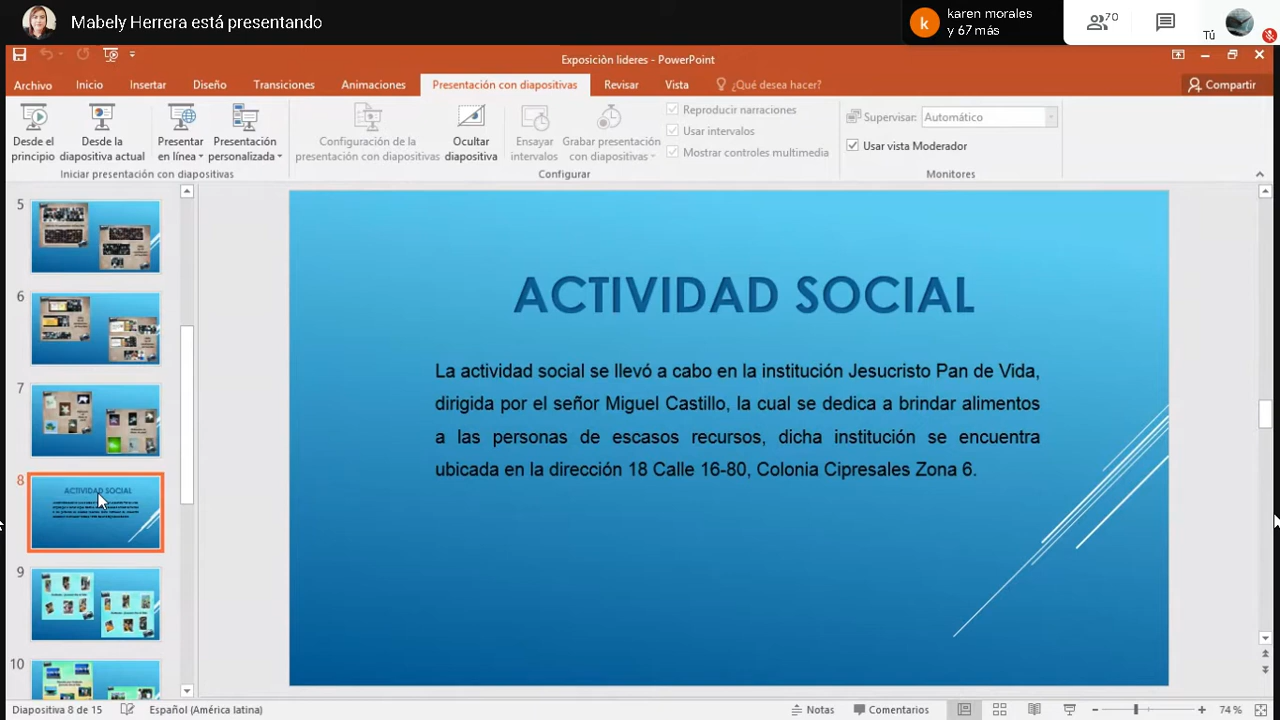 Mabely Herrera está presentando
karen morales
y 67 más
70
Tú
Exposiciòn lideres - PowerPoint
Archivo Inicio Insertar Diseño Transiciones Animaciones Presentación con diapositivas Revisar Vista ¿Qué desea hacer? Compartir
Desde el principio
Desde la diapositiva actual
Presentar en línea
Presentación personalizada
Iniciar presentación con diapositivas
Configuración de la presentación con diapositivas
Ocultar diapositiva
Ensayar intervalos
Grabar presentación con diapositivas
Reproducir narraciones
Usar intervalos
Mostrar controles multimedia
Configurar
Supervisar: Automático
Usar vista Moderador
Monitores
5
6
7
8
ACTIVIDAD SOCIAL
9
10
ACTIVIDAD SOCIAL
La actividad social se llevó a cabo en la institución Jesucristo Pan de Vida,
dirigida por el señor Miguel Castillo, la cual se dedica a brindar alimentos
a las personas de escasos recursos, dicha institución se encuentra
ubicada en la dirección 18 Calle 16-80, Colonia Cipresales Zona 6.
Diapositiva 8 de 15 Español (América latina) Notas Comentarios 74 %